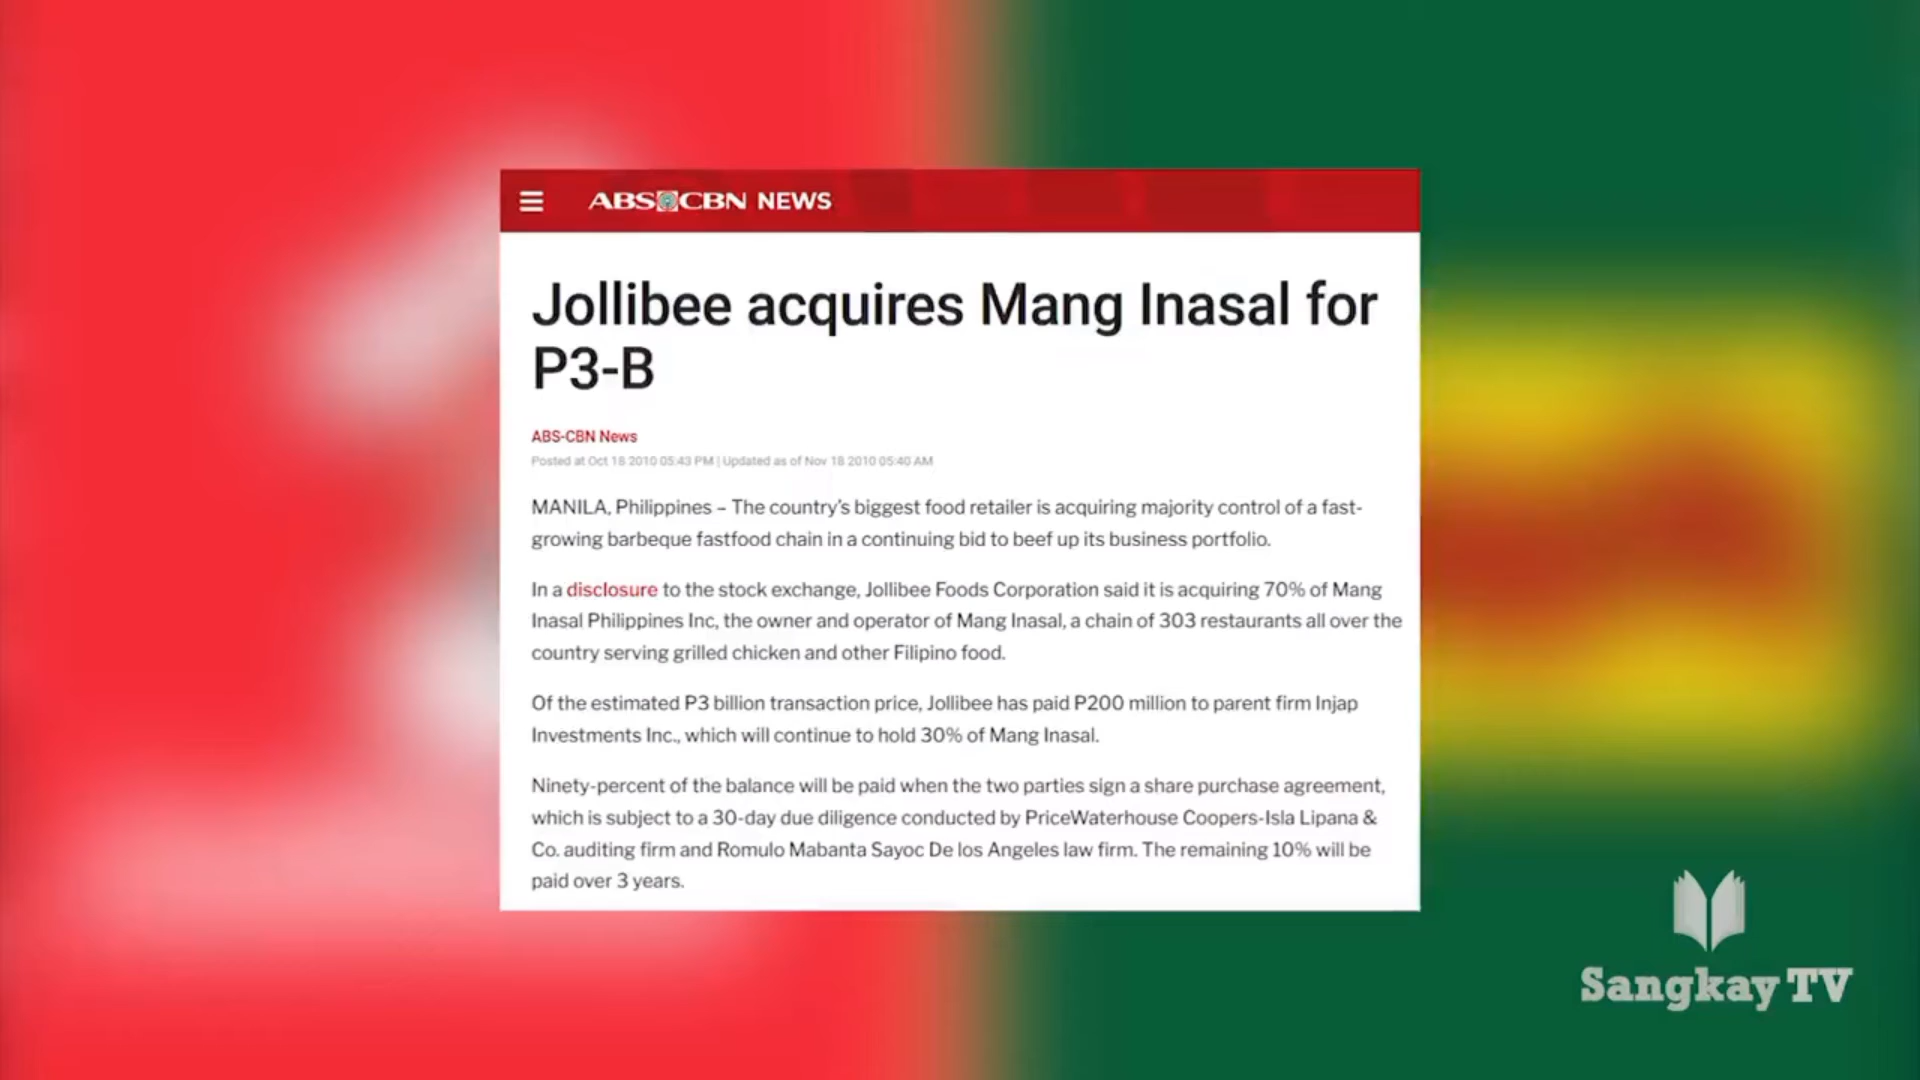 ABS-CBN NEWS
Jollibee acquires Mang Inasal for
P3-B
ABS-CBN News
Posted at Oct 18 2010 05:43 PM | Updated as of Nov 18 2010 05:40 AM
MANILA, Philippines – The country's biggest food retailer is acquiring majority control of a fast-
growing barbeque fastfood chain in a continuing bid to beef up its business portfolio.
In a disclosure to the stock exchange, Jollibee Foods Corporation said it is acquiring 70% of Mang
Inasal Philippines Inc, the owner and operator of Mang Inasal, a chain of 303 restaurants all over the
country serving grilled chicken and other Filipino food.
Of the estimated P3 billion transaction price, Jollibee has paid P200 million to parent firm Injap
Investments Inc., which will continue to hold 30% of Mang Inasal.
Ninety-percent of the balance will be paid when the two parties sign a share purchase agreement,
which is subject to a 30-day due diligence conducted by PriceWaterhouse Coopers-Isla Lipana &
Co. auditing firm and Romulo Mabanta Sayoc De los Angeles law firm. The remaining 10% will be
paid over 3 years.
Sangkay TV